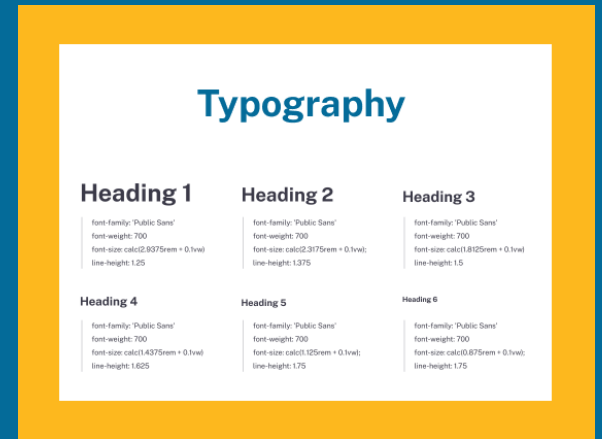 Typography
Heading 1
font-family: 'Public Sans'
font-weight: 700
font-size: calc(2.9375rem + 0.1vw)
line-height: 1.25
Heading 2
font-family: 'Public Sans'
font-weight: 700
font-size: calc(2.3175rem + 0.1vw);
line-height: 1.375
Heading 3
font-family: 'Public Sans'
font-weight: 700
font-size: calc(1.8125rem + 0.1vw)
line-height: 1.5
Heading 4
font-family: 'Public Sans'
font-weight: 700
font-size: calc(1.4375rem + 0.1vw)
line-height: 1.625
Heading 5
font-family: 'Public Sans'
font-weight: 700
font-size: calc(1.125rem + 0.1vw);
line-height: 1.75
Heading 6
font-family: 'Public Sans'
font-weight: 700
font-size: calc(0.875rem + 0.1vw);
line-height: 1.75